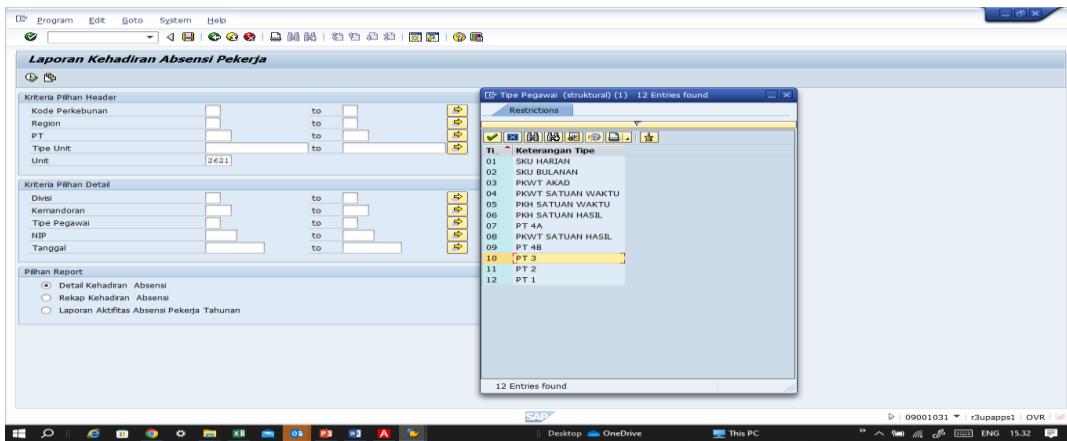 Program Edit Goto System Help
Laporan Kehadiran Absensi Pekerja
Kriteria Pilihan Header
Kode Perkebunan to
Region to
PT to
Tipe Unit to
Unit 2621
Kriteria Pilihan Detail
Divisi to
Kemandoran to
Tipe Pegawai to
NIP to
Tanggal to
Pilihan Report
Detail Kehadiran Absensi
Rekap Kehadiran Absensi
Laporan Aktifitas Absensi Pekerja Tahunan
Tipe Pegawai (struktural) (1) 12 Entries found
Restrictions
Ti.. Keterangan Tipe
01 SKU HARIAN
02 SKU BULANAN
03 PKWT AKAD
04 PKWT SATUAN WAKTU
05 PKH SATUAN WAKTU
06 PKH SATUAN HASIL
07 PT 4A
08 PKWT SATUAN HASIL
09 PT 4B
10 PT 3
11 PT 2
12 PT 1
12 Entries found
SAP
09001031 r3upapps1 OVR
Desktop OneDrive This PC ENG 15.32